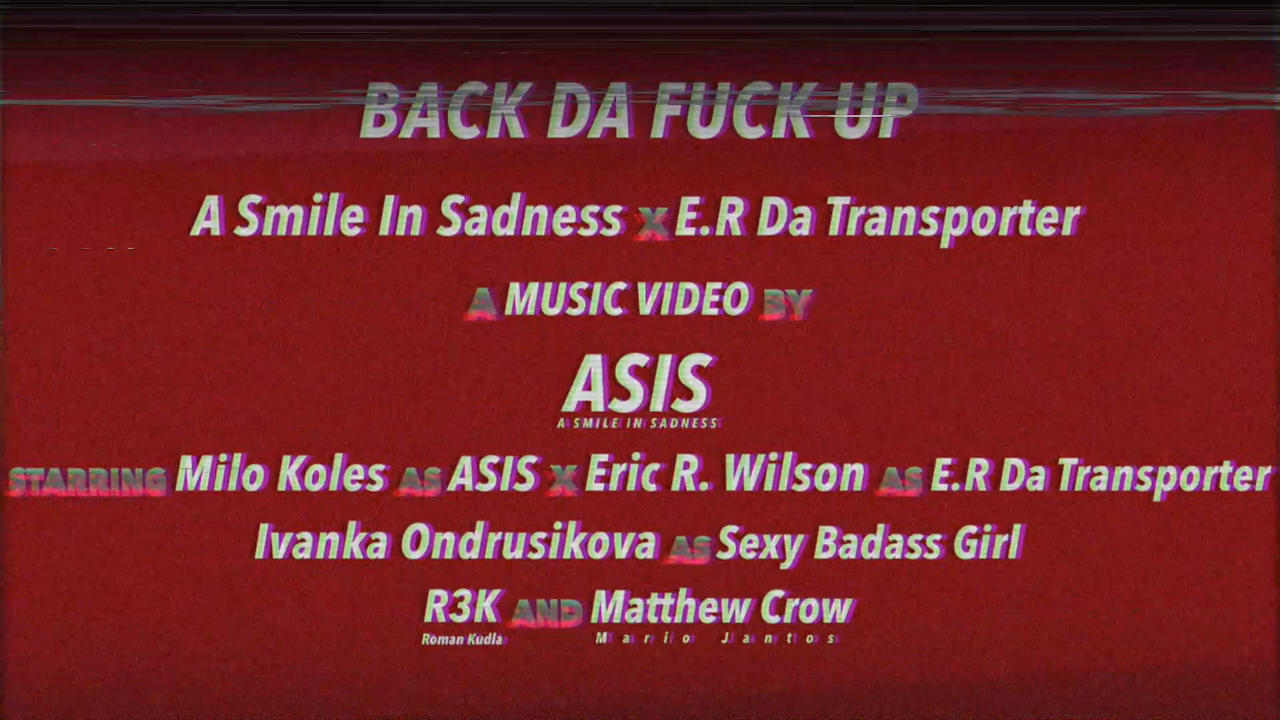 BACK DA FUCK UP
A Smile In Sadness X E.R Da Transporter
A MUSIC VIDEO BY
ASIS
A SMILE IN SADNESS
STARRING Milo Koles AS ASIS X Eric R. Wilson AS E.R Da Transporter
Ivanka Ondrusikova AS Sexy Badass Girl
R3K AND Matthew Crow
Roman Kudla Mario Jantos